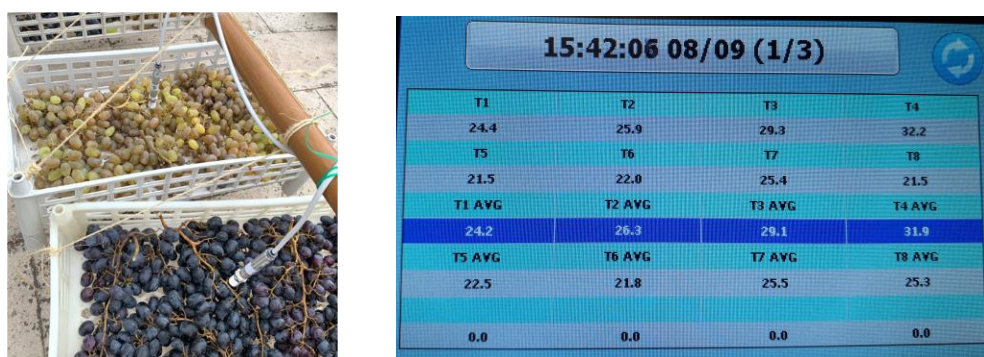 15:42:06 08/09 (1/3)
T1 T2 T3 T4
24.4 25.9 29.3 32.2
T5 T6 T7 T8
21.5 22.0 25.4 21.5
T1 AVG T2 AVG T3 AVG T4 AVG
24.2 26.3 29.1 31.9
T5 AVG T6 AVG T7 AVG T8 AVG
22.5 21.8 25.5 25.3
0.0 0.0 0.0 0.0